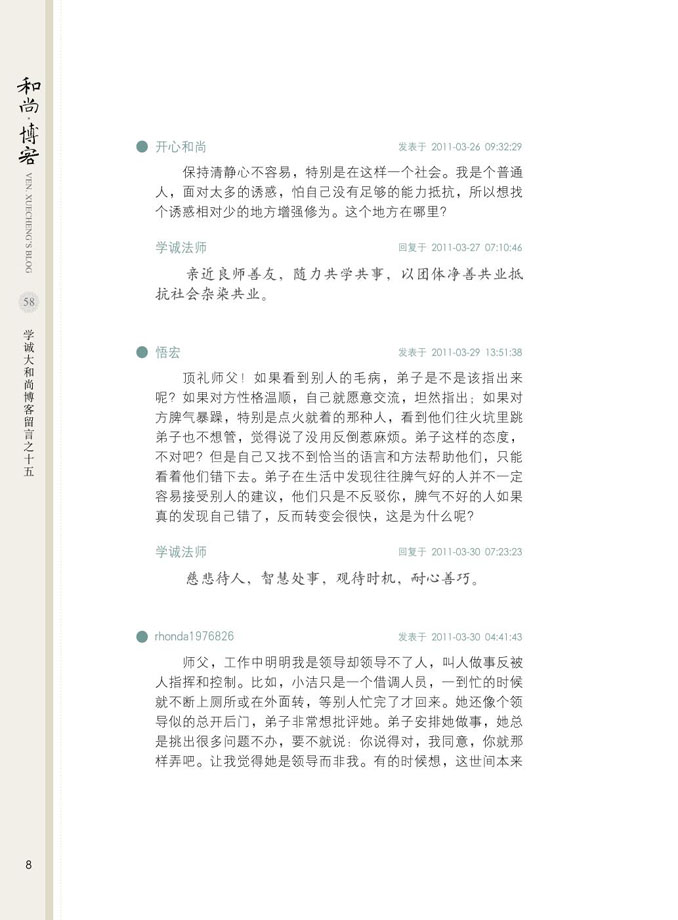 和尚·博客
VEN. XUECHENG'S BLOG
58
学诚大和尚博客留言之十五
开心和尚 发表于 2011-03-26 09:32:29
保持清静心不容易，特别是在这样一个社会。我是个普通
人，面对太多的诱惑，怕自己没有足够的能力抵抗，所以想找
个诱惑相对少的地方增强修为。这个地方在哪里？
学诚法师 回复于 2011-03-27 07:10:46
亲近良师善友，随力共学共事，以团体净善共业抵
抗社会杂染共业。
悟宏 发表于 2011-03-29 13:51:38
顶礼师父！如果看到别人的毛病，弟子是不是该指出来
呢？如果对方性格温顺，自己就愿意交流，坦然指出；如果对
方脾气暴躁，特别是点火就着的那种人，看到他们往火坑里跳
弟子也不想管，觉得说了没用反倒惹麻烦。弟子这样的态度，
不对吧？但是自己又找不到恰当的语言和方法帮助他们，只能
看着他们错下去。弟子在生活中发现往往脾气好的人并不一定
容易接受别人的建议，他们只是不反驳你，脾气不好的人如果
真的发现自己错了，反而转变会很快，这是为什么呢？
学诚法师 回复于 2011-03-30 07:23:23
慈悲待人，智慧处事，观待时机，耐心善巧。
rhonda1976826 发表于 2011-03-30 04:41:43
师父，工作中明明我是领导却领导不了人，叫人做事反被
人指挥和控制。比如，小洁只是一个借调人员，一到忙的时候
就不断上厕所或在外面转，等别人忙完了才回来。她还像个领
导似的总开后门，弟子非常想批评她。弟子安排她做事，她总
是挑出很多问题不办，要不就说：你说得对，我同意，你就那
样弄吧。让我觉得她是领导而非我。有的时候想，这世间本来
8